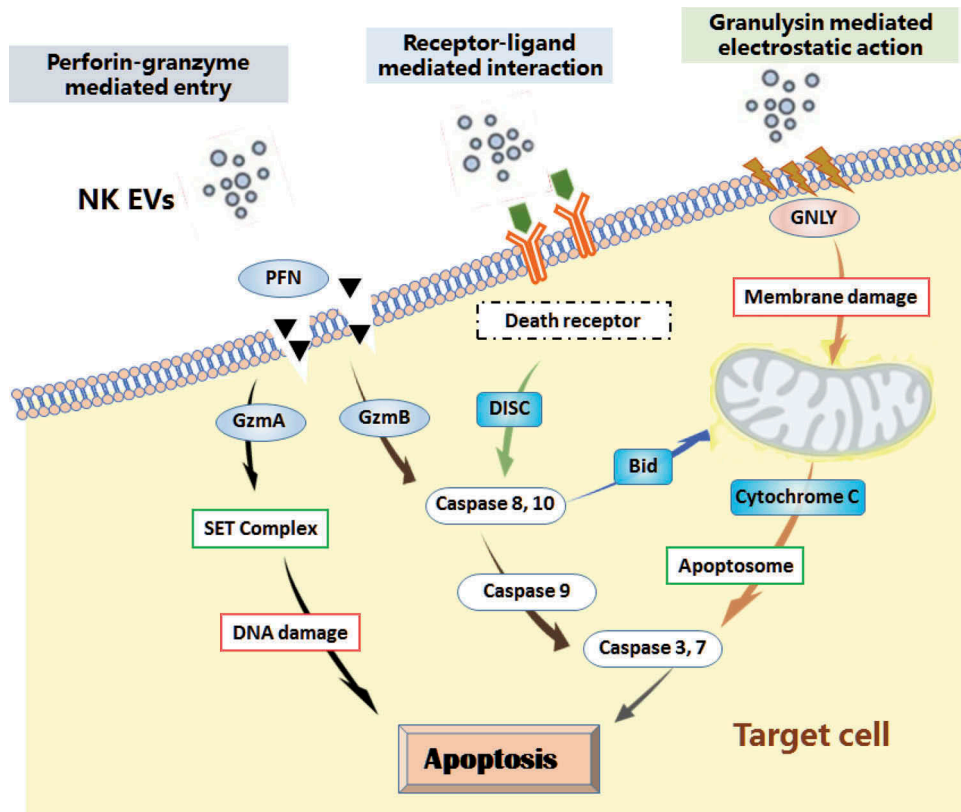 Perforin-granzyme
mediated entry
Receptor-ligand
mediated interaction
Granulysin mediated
electrostatic action
NK EVs
PFN
GNLY
Membrane damage
Death receptor
GzmA
GzmB
DISC
Bid
Caspase 8, 10
Cytochrome C
SET Complex
Apoptosome
Caspase 9
DNA damage
Caspase 3, 7
Target cell
Apoptosis